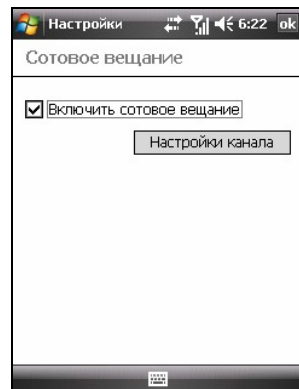 Настройки 6:22 ok
Сотовое вещание
Включить сотовое вещание
Настройки канала